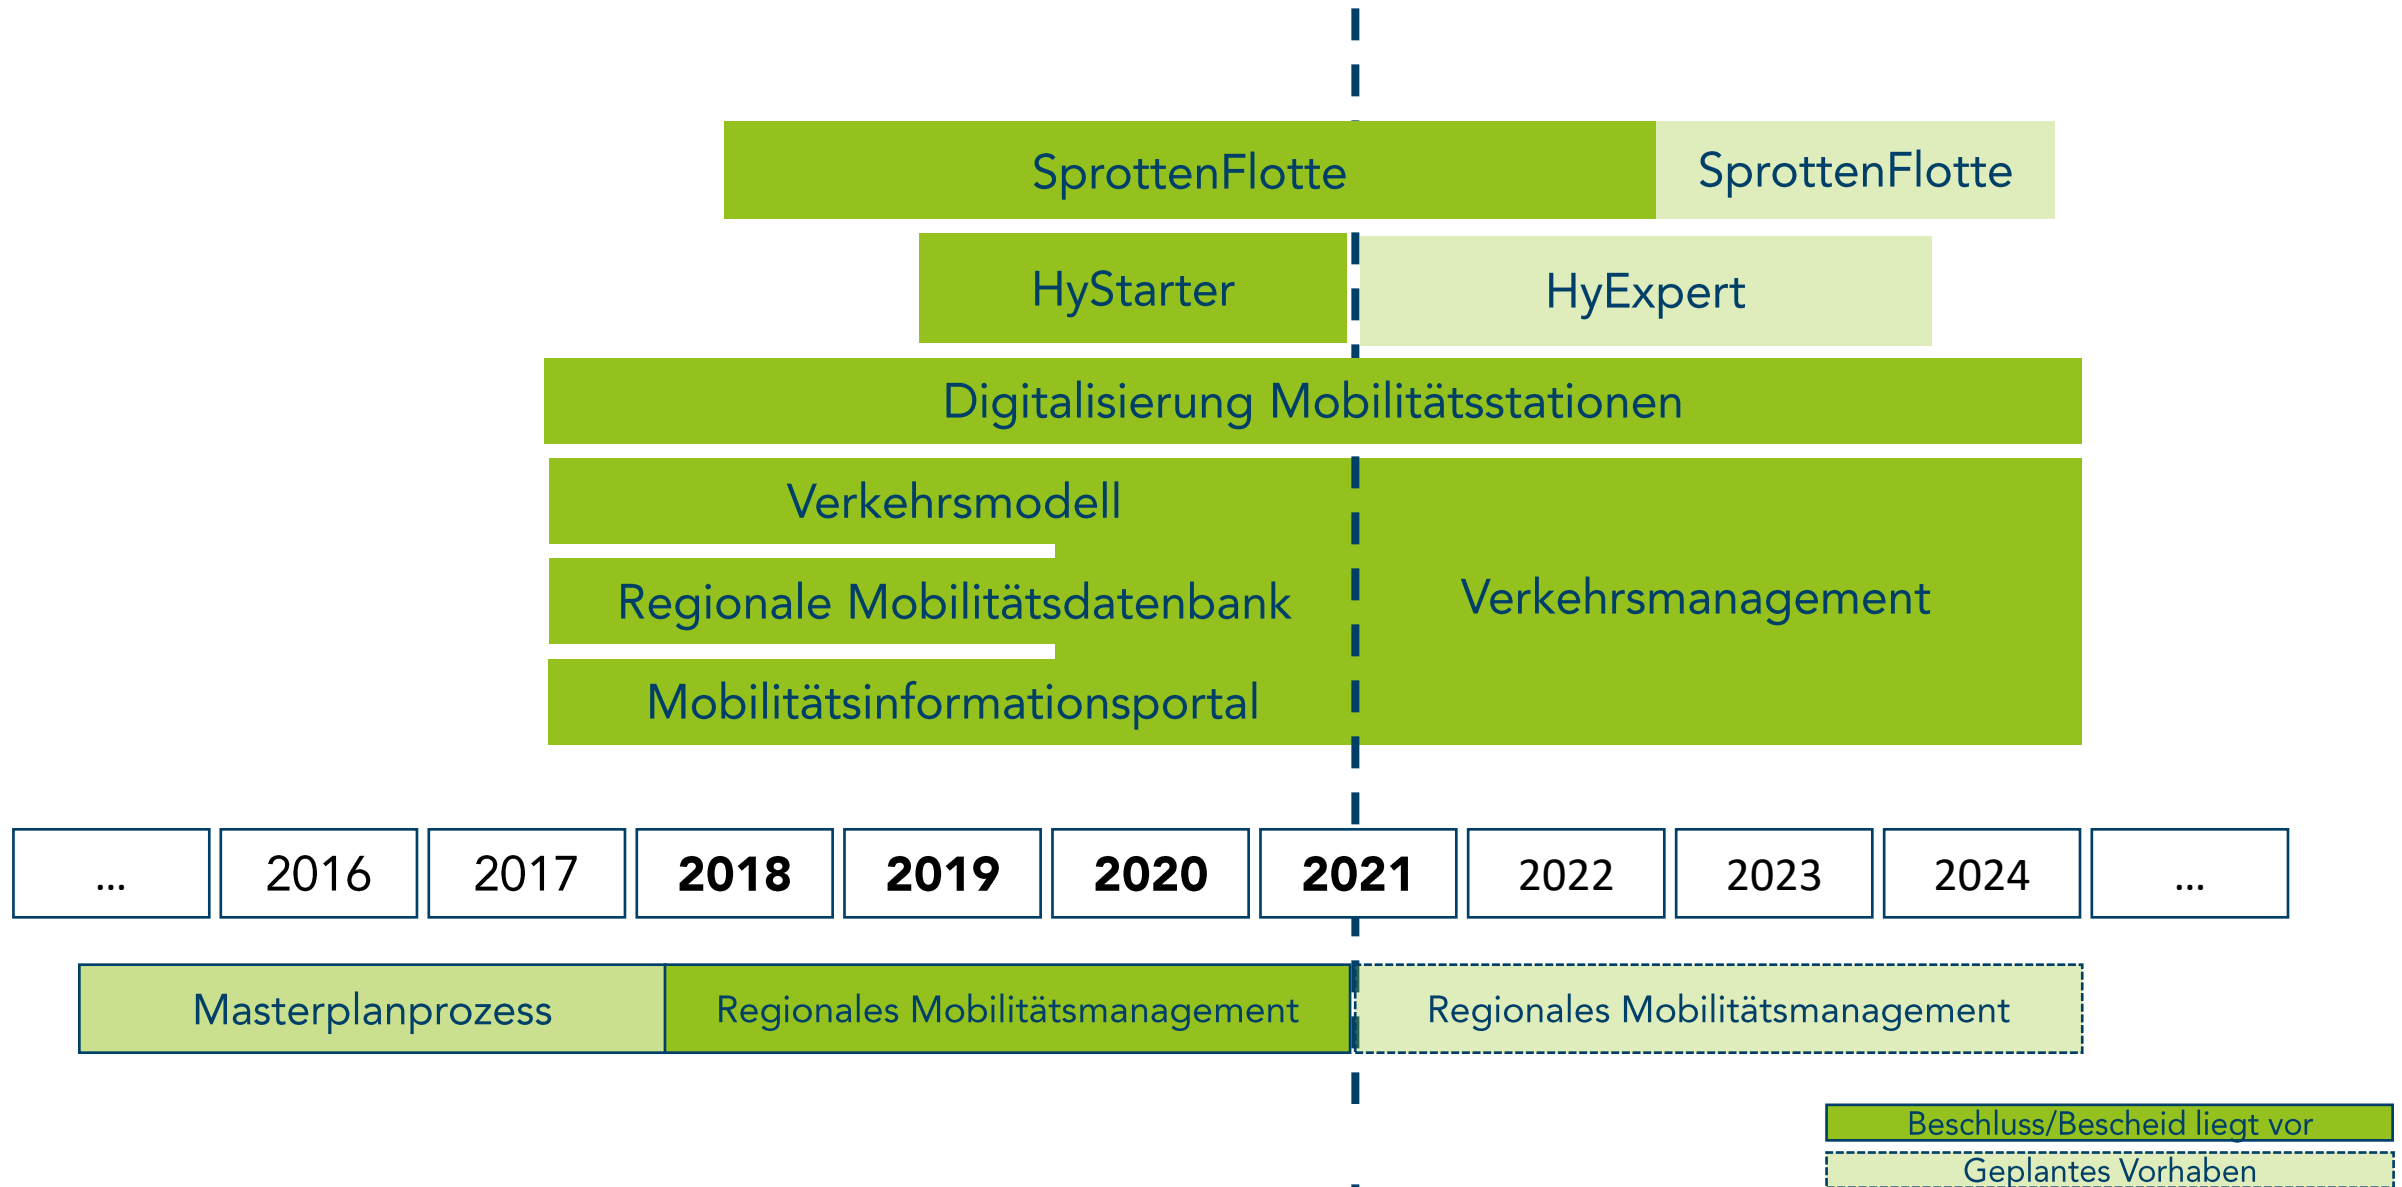 SprottenFlotte
SprottenFlotte
HyStarter
HyExpert
Digitalisierung Mobilitätsstationen
Verkehrsmodell
Regionale Mobilitätsdatenbank
Verkehrsmanagement
Mobilitätsinformationsportal
...
2016
2017
2018
2019
2020
2021
2022
2023
2024
...
Masterplanprozess
Regionales Mobilitätsmanagement
Regionales Mobilitätsmanagement
Beschluss/Bescheid liegt vor
Geplantes Vorhaben